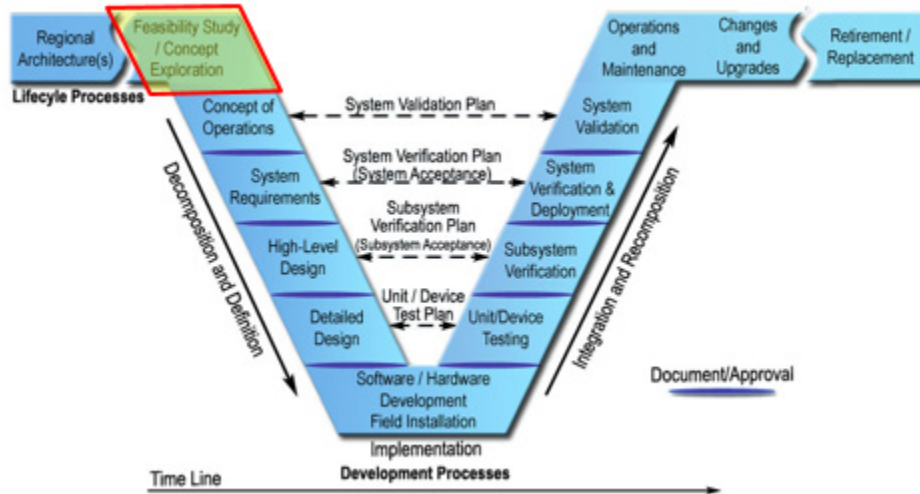 Regional
Architecture(s)
Feasibility Study
/ Concept
Exploration
Operations
and
Maintenance
Changes
and
Upgrades
Retirement /
Replacement
Lifecyle Processes
Concept of
Operations
System Validation Plan
System
Validation
System
Requirements
System Verification Plan
(System Acceptance)
System
Verification &
Deployment
High-Level
Design
Subsystem
Verification Plan
(Subsystem Acceptance)
Subsystem
Verification
Detailed
Design
Unit / Device
Test Plan
Unit/Device
Testing
Decomposition and Definition
Integration and Recomposition
Software / Hardware
Development
Field Installation
Document/Approval
Implementation
Development Processes
Time Line